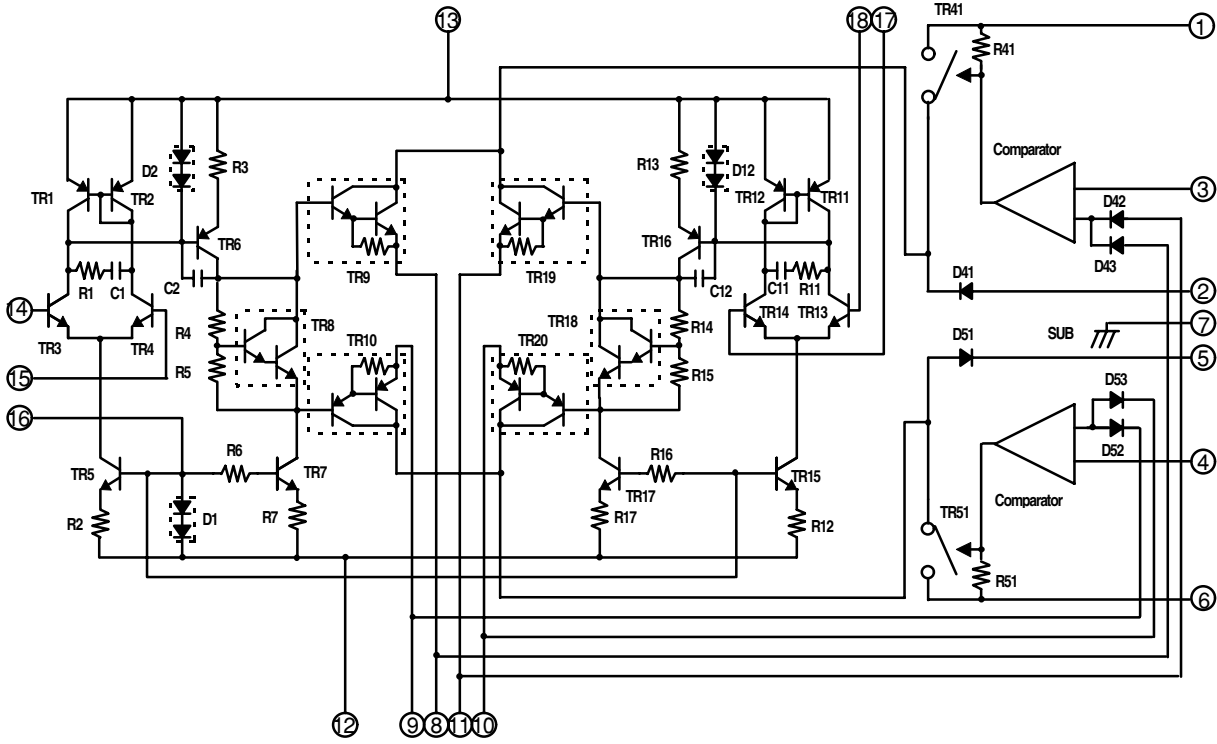 13
18 17
TR41
1
R41
Comparator
3
D42
D43
D41
2
SUB
7
D51
5
D53
D52
4
Comparator
TR51
R51
6
D2
R3
TR1
TR2
TR6
R1
C1
C2
14
TR3
TR4
R4
R5
15
16
TR8
TR9
TR10
TR5
R6
TR7
R2
D1
R7
R13
D12
TR12
TR11
TR16
TR19
C12
C11
R11
TR18
R14
TR14
TR13
TR20
R15
R16
TR17
TR15
R17
R12
12
9 8 11 10